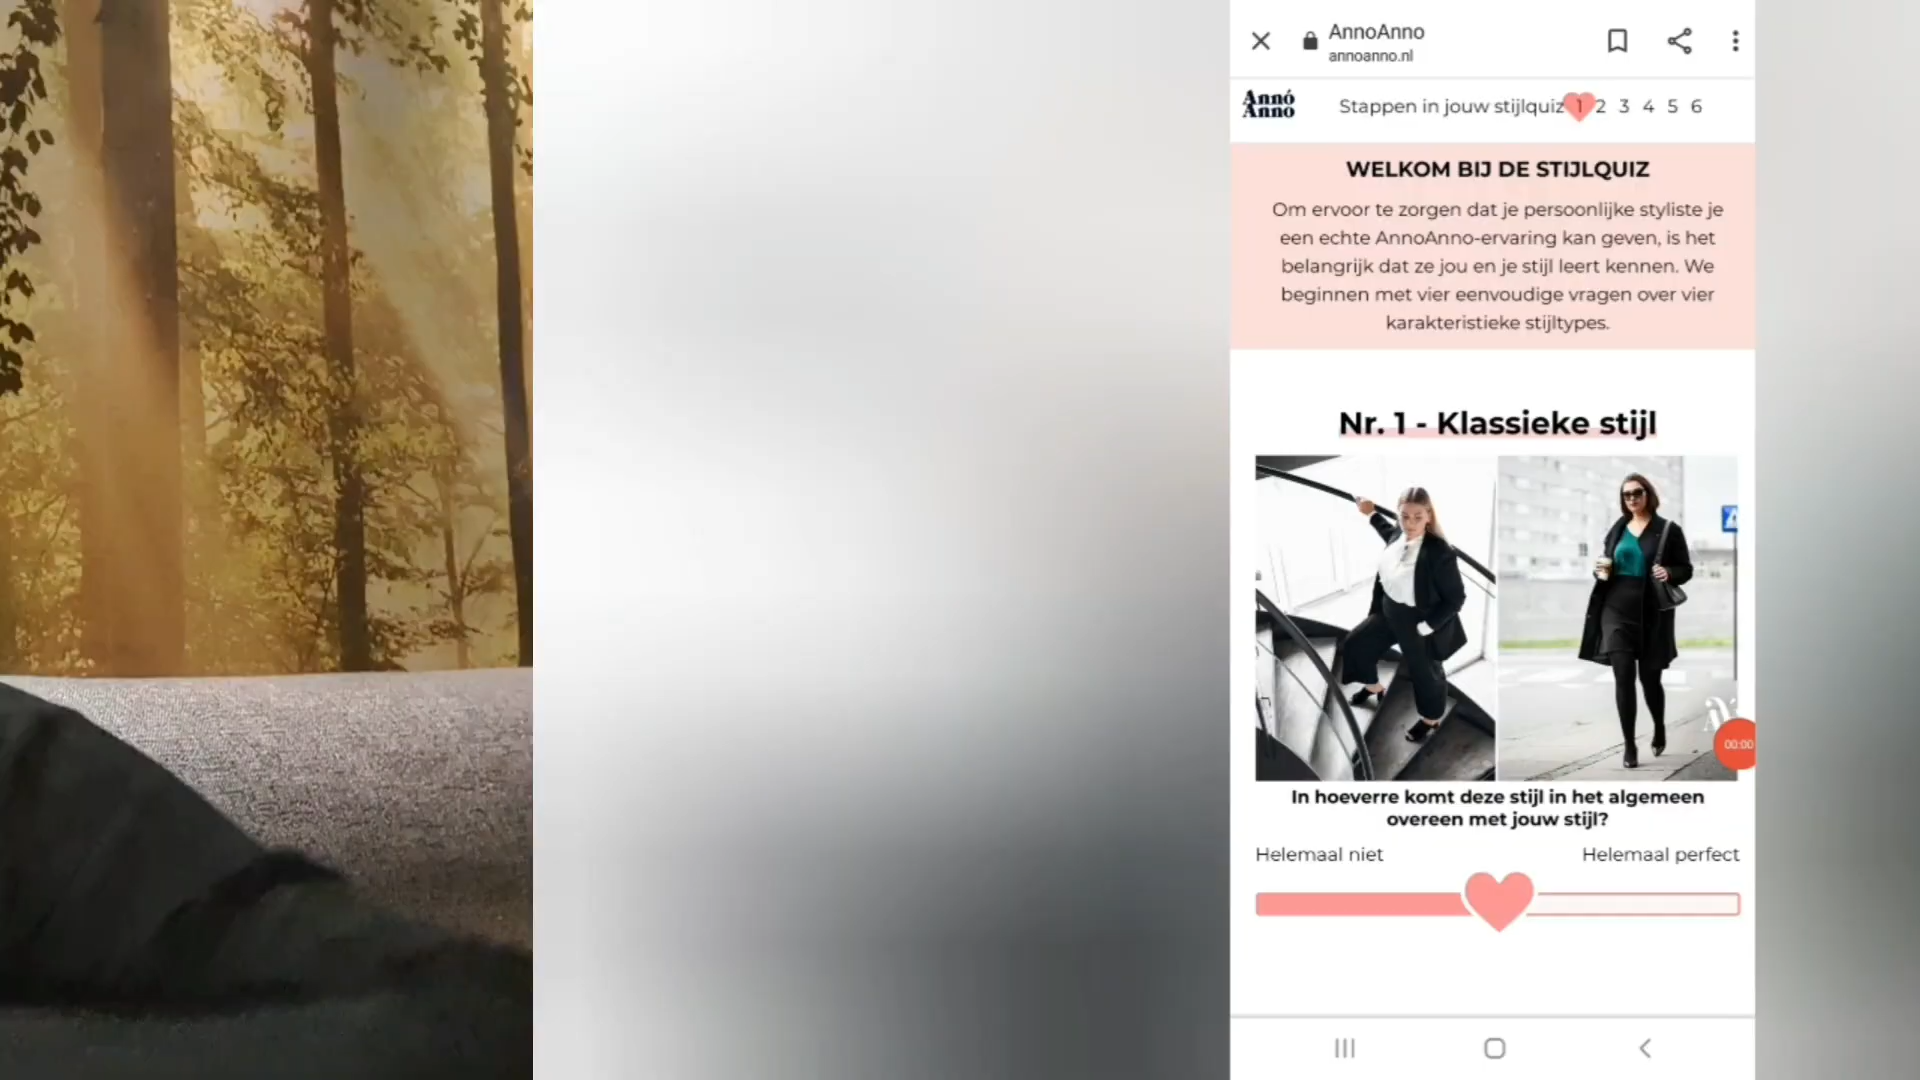 AnnoAnno
annoanno.nl
Annó
Anno
Stappen in jouw stijlquiz 1 2 3 4 5 6
WELKOM BIJ DE STIJLQUIZ
Om ervoor te zorgen dat je persoonlijke styliste je
een echte AnnoAnno-ervaring kan geven, is het
belangrijk dat ze jou en je stijl leert kennen. We
beginnen met vier eenvoudige vragen over vier
karakteristieke stijltypes.
Nr. 1 - Klassieke stijl
00:00
In hoeverre komt deze stijl in het algemeen
overeen met jouw stijl?
Helemaal niet
Helemaal perfect